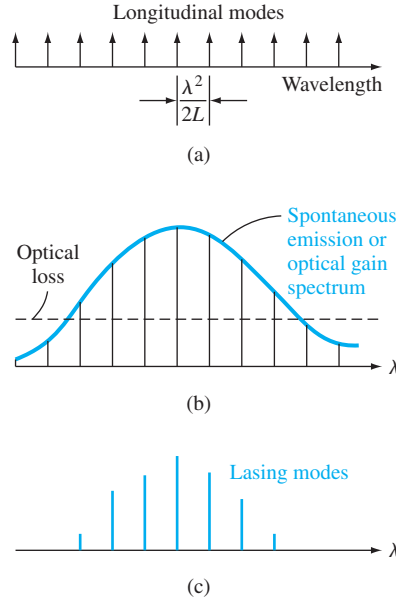 Longitudinal modes
Wavelength
λ²
2L
(a)
Spontaneous
emission or
optical gain
spectrum
Optical
loss
λ
(b)
Lasing modes
λ
(c)